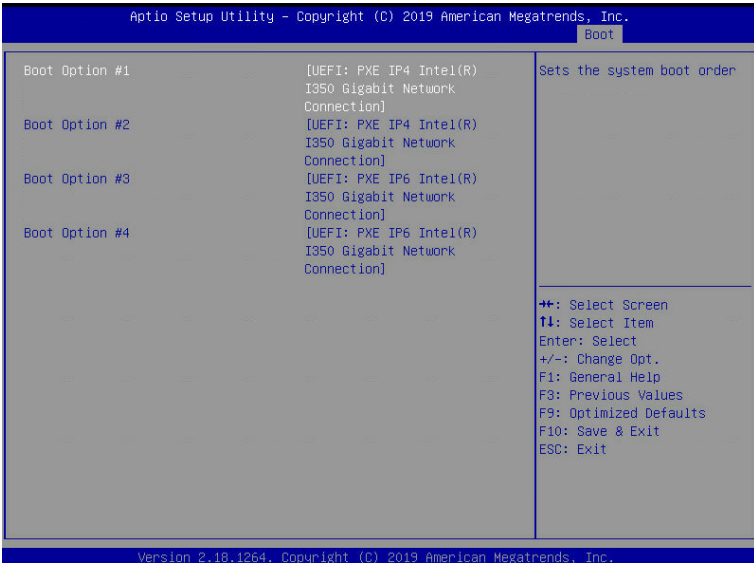 Aptio Setup Utility – Copyright (C) 2019 American Megatrends, Inc.
Boot
Boot Option #1 [UEFI: PXE IP4 Intel(R)
I350 Gigabit Network
Connection]
Boot Option #2 [UEFI: PXE IP4 Intel(R)
I350 Gigabit Network
Connection]
Boot Option #3 [UEFI: PXE IP6 Intel(R)
I350 Gigabit Network
Connection]
Boot Option #4 [UEFI: PXE IP6 Intel(R)
I350 Gigabit Network
Connection]
Sets the system boot order
→←: Select Screen
↑↓: Select Item
Enter: Select
+/-: Change Opt.
F1: General Help
F3: Previous Values
F9: Optimized Defaults
F10: Save & Exit
ESC: Exit
Version 2.18.1264. Copyright (C) 2019 American Megatrends, Inc.